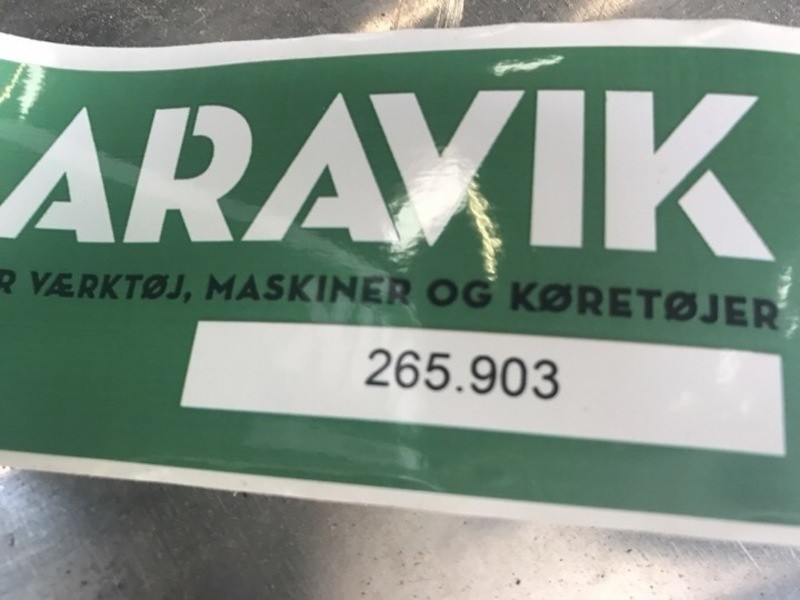 ARAVIK
R VÆRKTØJ, MASKINER OG KØRETØJER
265.903